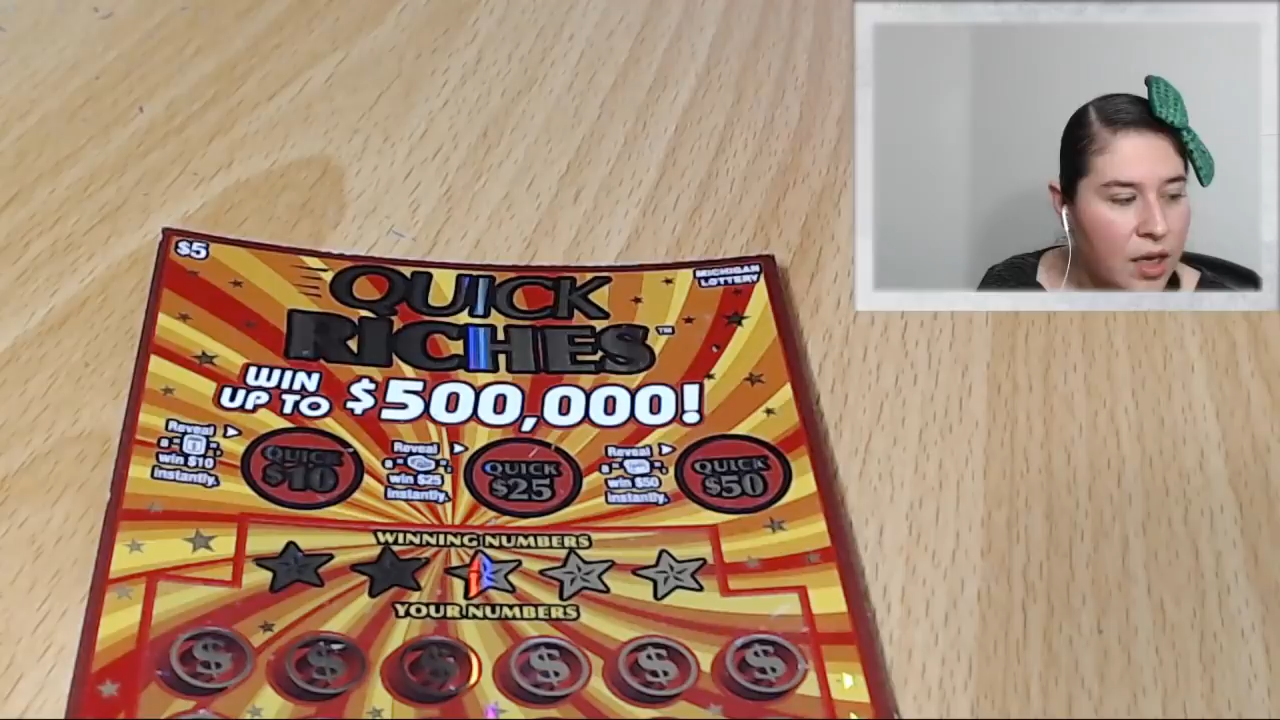 $5
MICHIGAN
LOTTERY
QUICK
RICHES™
WIN
UP TO $500,000!
Reveal
a " ",
win $10
instantly.
QUICK
$10
Reveal
a " ",
win $25
instantly.
QUICK
$25
Reveal
a " ",
win $50
instantly.
QUICK
$50
WINNING NUMBERS
YOUR NUMBERS
$ $ $ $ $ $